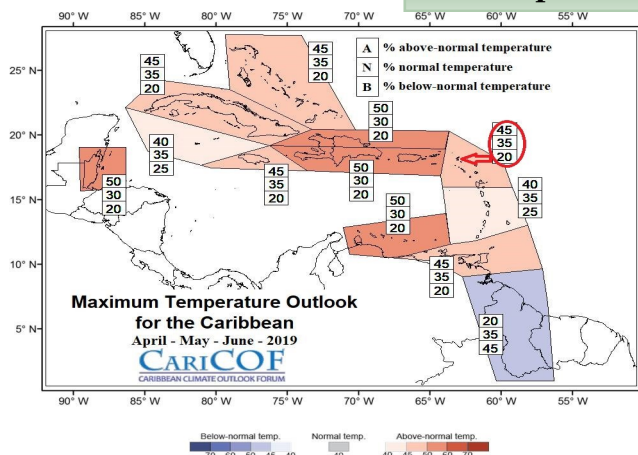 25° N
20° N
15° N
10° N
5° N
A % above-normal temperature
N % normal temperature
B % below-normal temperature
45
35
20
45
35
20
50
30
20
45
35
20
40
35
25
50
30
20
45
35
20
50
30
20
40
35
25
50
30
20
45
35
20
20
35
45
Maximum Temperature Outlook
for the Caribbean
April - May - June - 2019
CARICOF
CARIBBEAN CLIMATE OUTLOOK FORUM
90° W 85° W 80° W 75° W 70° W 65° W 60° W 55° W
Below-normal temp. Normal temp. Above-normal temp.